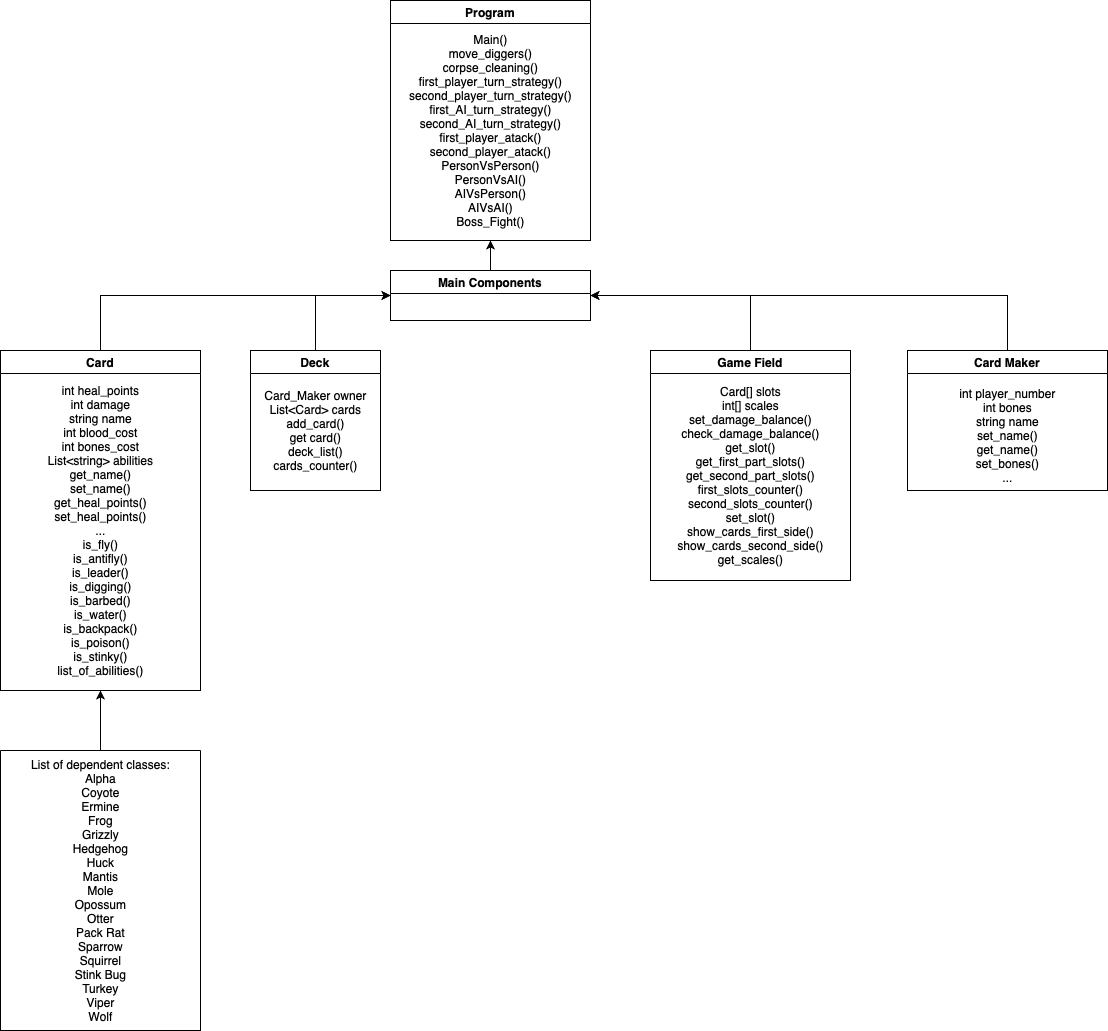 Program
Main()
move_diggers()
corpse_cleaning()
first_player_turn_strategy()
second_player_turn_strategy()
first_AI_turn_strategy()
second_AI_turn_strategy()
first_player_atack()
second_player_atack()
PersonVsPerson()
PersonVsAI()
AIVsPerson()
AIVsAI()
Boss_Fight()
Main Components
Card
int heal_points
int damage
string name
int blood_cost
int bones_cost
List<string> abilities
get_name()
set_name()
get_heal_points()
set_heal_points()
...
is_fly()
is_antifly()
is_leader()
is_digging()
is_barbed()
is_water()
is_backpack()
is_poison()
is_stinky()
list_of_abilities()
Deck
Card_Maker owner
List<Card> cards
add_card()
get card()
deck_list()
cards_counter()
Game Field
Card[] slots
int[] scales
set_damage_balance()
check_damage_balance()
get_slot()
get_first_part_slots()
get_second_part_slots()
first_slots_counter()
second_slots_counter()
set_slot()
show_cards_first_side()
show_cards_second_side()
get_scales()
Card Maker
int player_number
int bones
string name
set_name()
get_name()
set_bones()
...
List of dependent classes:
Alpha
Coyote
Ermine
Frog
Grizzly
Hedgehog
Huck
Mantis
Mole
Opossum
Otter
Pack Rat
Sparrow
Squirrel
Stink Bug
Turkey
Viper
Wolf